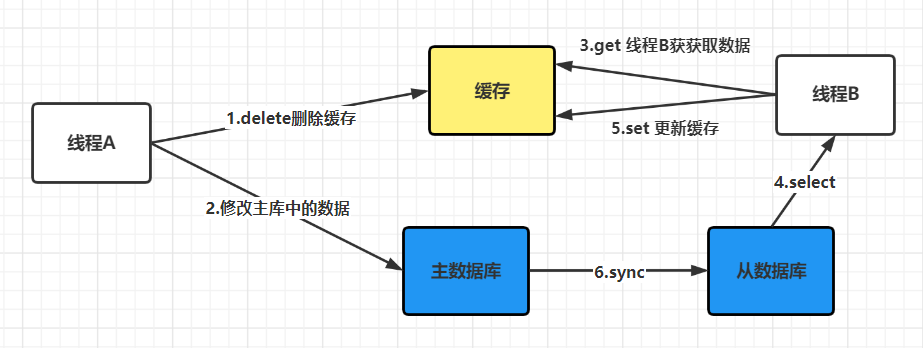 3.get 线程B获获取数据
缓存
线程B
1.delete删除缓存
5.set 更新缓存
线程A
4.select
2.修改主库中的数据
主数据库
6.sync
从数据库